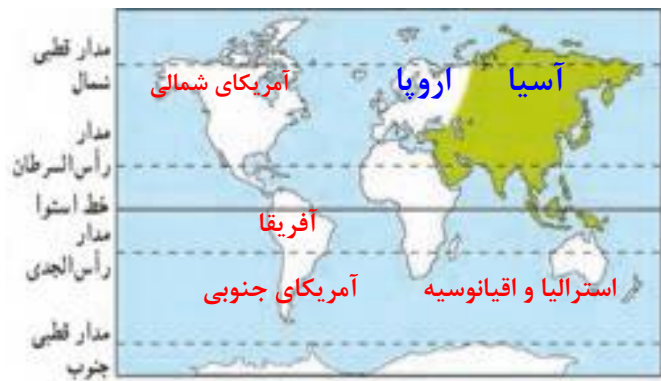 مدار قطبی
شمال
مدار
رأس‌السرطان
خط استوا
مدار
رأس‌الجدی
مدار قطبی
جنوب
آسیا
اروپا
آمریکای شمالی
آفریقا
آمریکای جنوبی
استرالیا و اقیانوسیه